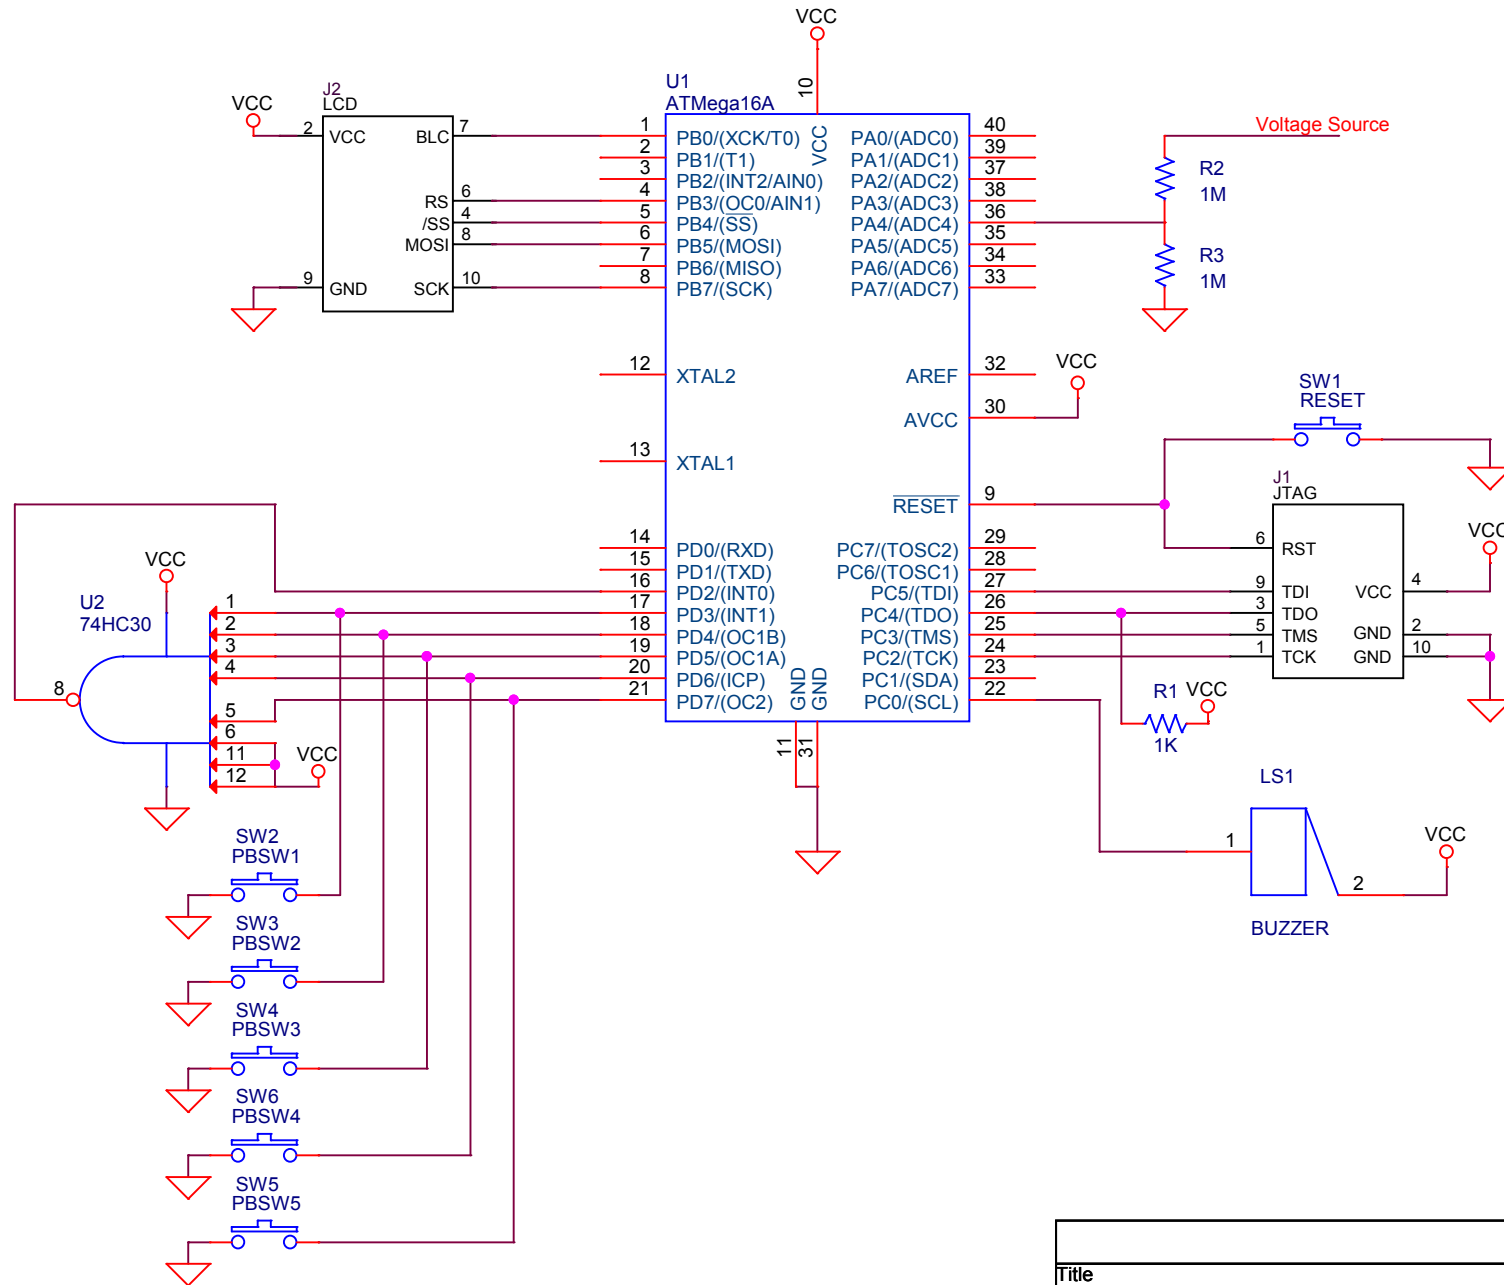 VCC
J2
LCD
VCC
2 VCC BLC 7
RS 6
/SS 4
MOSI 8
9 GND SCK 10
U1
ATMega16A
10
VCC
1 PB0/(XCK/T0) PA0/(ADC0) 40
2 PB1/(T1) PA1/(ADC1) 39
3 PB2/(INT2/AIN0) PA2/(ADC2) 37
4 PB3/(OC0/AIN1) PA3/(ADC3) 38
5 PB4/(SS) PA4/(ADC4) 36
6 PB5/(MOSI) PA5/(ADC5) 35
7 PB6/(MISO) PA6/(ADC6) 34
8 PB7/(SCK) PA7/(ADC7) 33
12 XTAL2 AREF 32
AVCC 30
13 XTAL1
RESET 9
14 PD0/(RXD) PC7/(TOSC2) 29
15 PD1/(TXD) PC6/(TOSC1) 28
16 PD2/(INT0) PC5/(TDI) 27
17 PD3/(INT1) PC4/(TDO) 26
18 PD4/(OC1B) PC3/(TMS) 25
19 PD5/(OC1A) PC2/(TCK) 24
20 PD6/(ICP) PC1/(SDA) 23
21 PD7/(OC2) PC0/(SCL) 22
GND
GND
11
31
Voltage Source
R2
1M
R3
1M
VCC
SW1
RESET
J1
JTAG
6 RST
9 TDI
3 TDO
5 TMS
1 TCK
VCC 4
GND 2
GND 10
VCC
R1
1K
VCC
LS1
1
2
VCC
BUZZER
VCC
U2
74HC30
8
1
2
3
4
5
6
11
12
VCC
SW2
PBSW1
SW3
PBSW2
SW4
PBSW3
SW6
PBSW4
SW5
PBSW5
Title